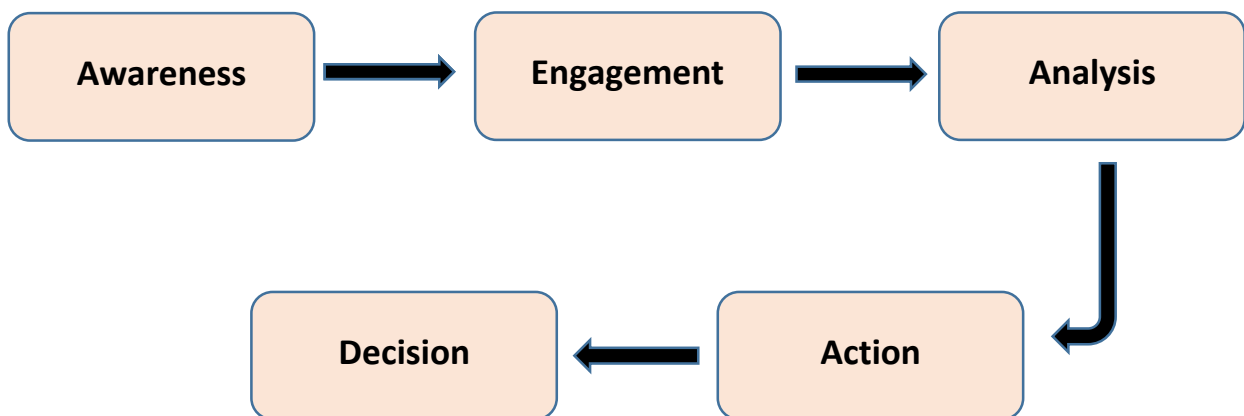 Awareness
Engagement
Analysis
Action
Decision